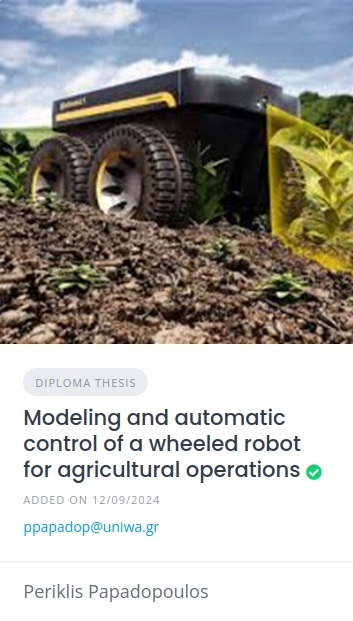 Continental
DIPLOMA THESIS
Modeling and automatic
control of a wheeled robot
for agricultural operations
ADDED ON 12/09/2024
ppapadop@uniwa.gr
Periklis Papadopoulos